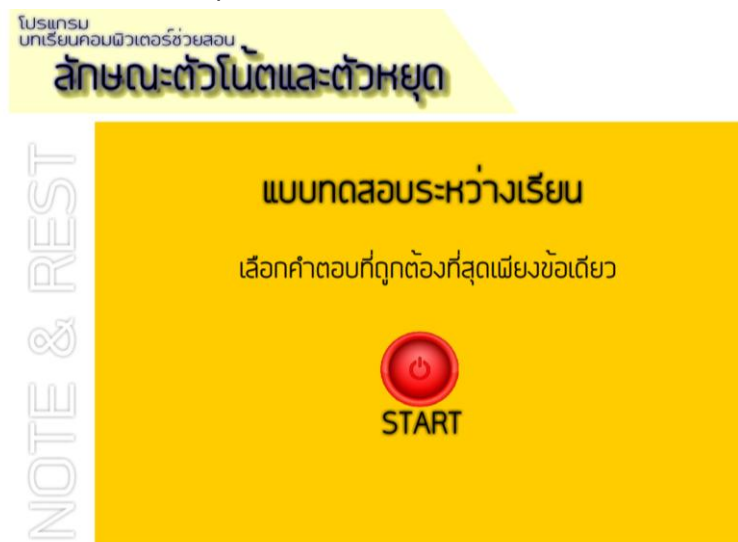 โปรแกรม
บทเรียนคอมพิวเตอร์ช่วยสอน
ลักษณะตัวโน้ตและตัวหยุด
NOTE & REST
แบบทดสอบระหว่างเรียน
เลือกคำตอบที่ถูกต้องที่สุดเพียงข้อเดียว
START